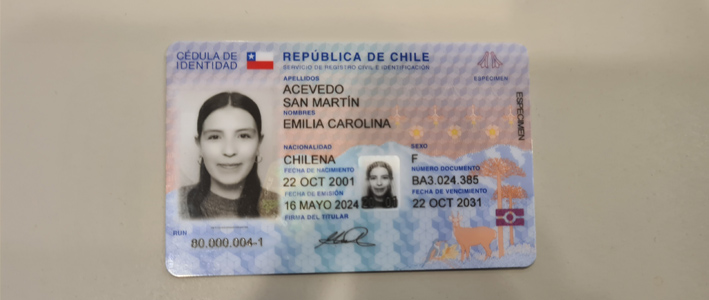 CÉDULA DE
IDENTIDAD
REPÚBLICA DE CHILE
SERVICIO DE REGISTRO CIVIL E IDENTIFICACIÓN
ESPECIMEN
APELLIDOS
ACEVEDO
SAN MARTÍN
NOMBRES
EMILIA CAROLINA
ESPECIMEN
NACIONALIDAD
CHILENA
SEXO
F
FECHA DE NACIMIENTO
22 OCT 2001
NÚMERO DOCUMENTO
BA3.024.385
FECHA DE EMISIÓN
16 MAYO 2024
FECHA DE VENCIMIENTO
22 OCT 2031
FIRMA DEL TITULAR
RUN
80.000.004-1